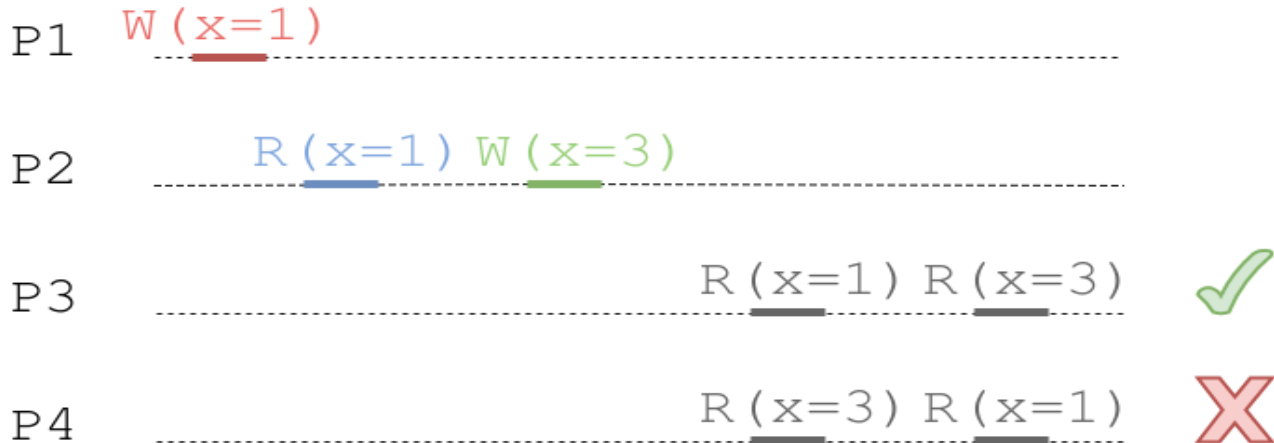 P1 W(x=1)
P2 R(x=1) W(x=3)
P3 R(x=1) R(x=3)
P4 R(x=3) R(x=1)